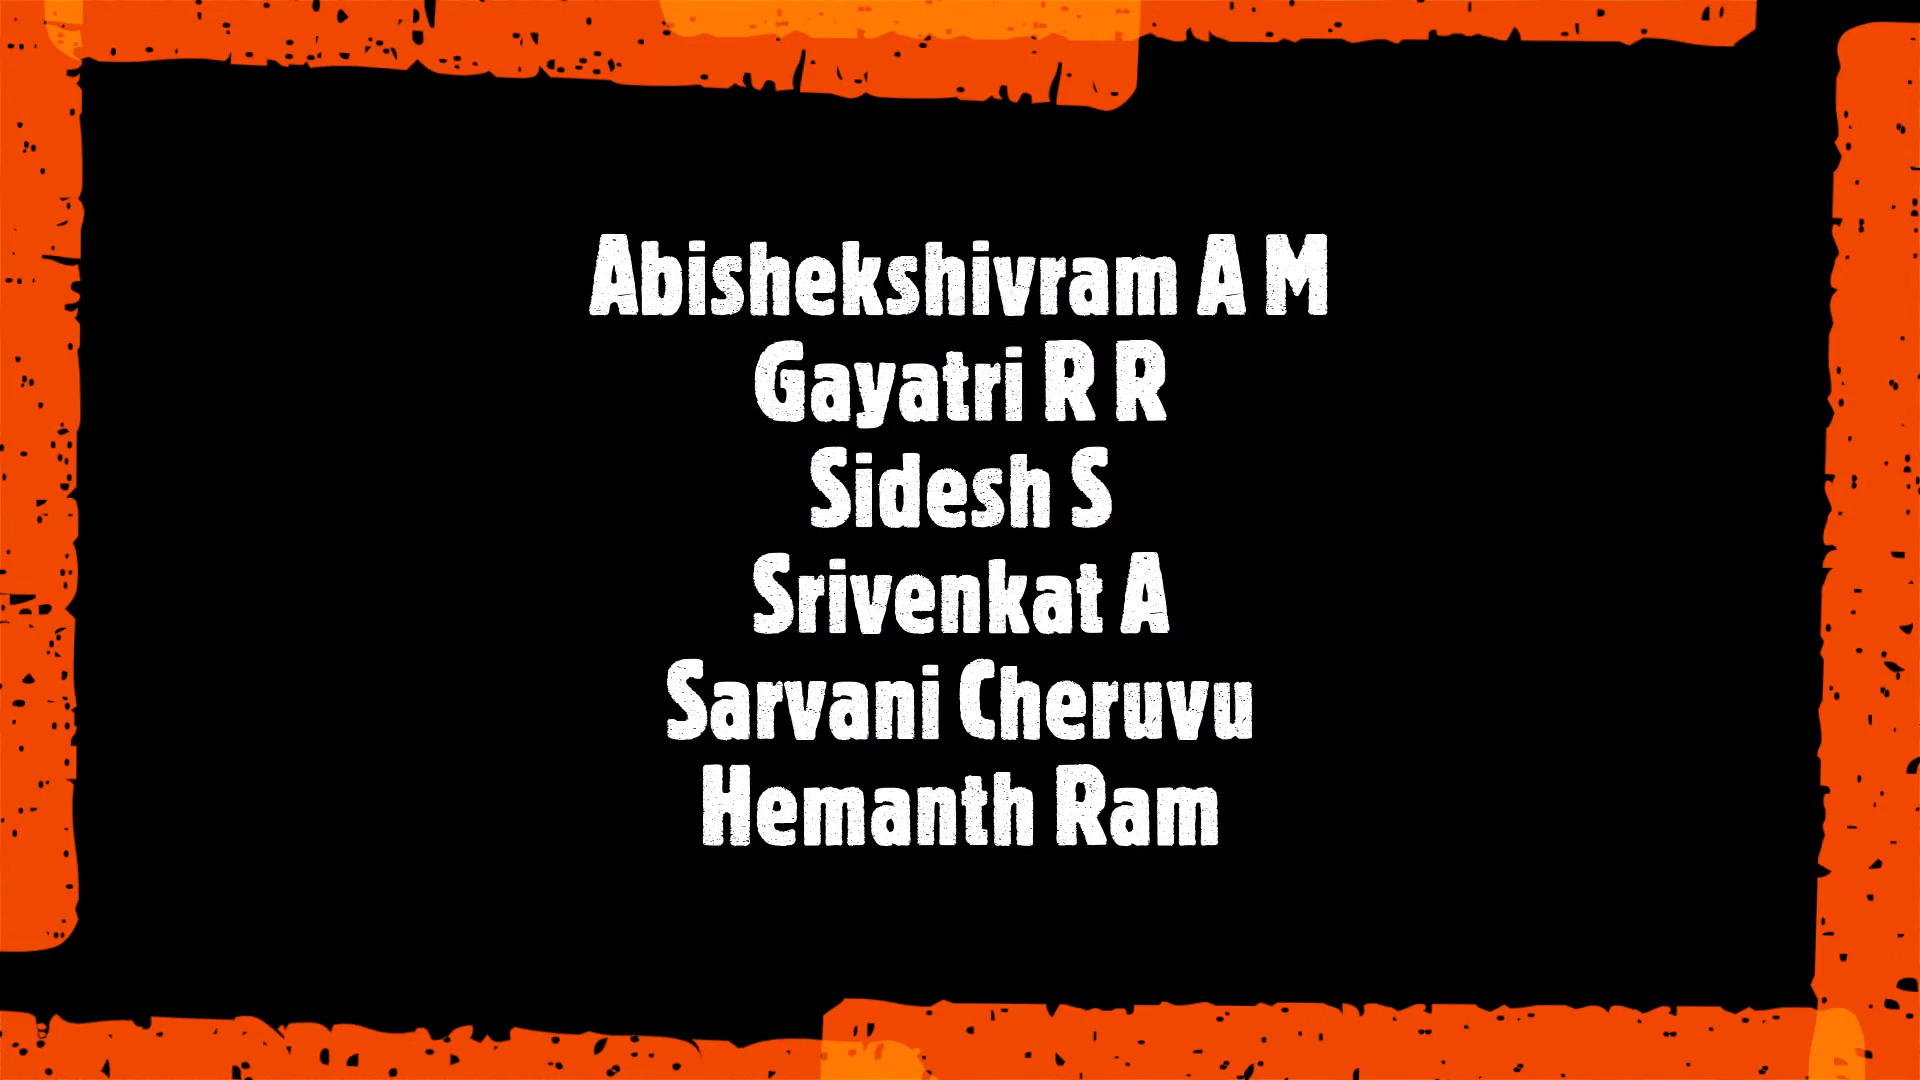 Abishekshivram A M
Gayatri R R
Sidesh S
Srivenkat A
Sarvani Cheruvu
Hemanth Ram